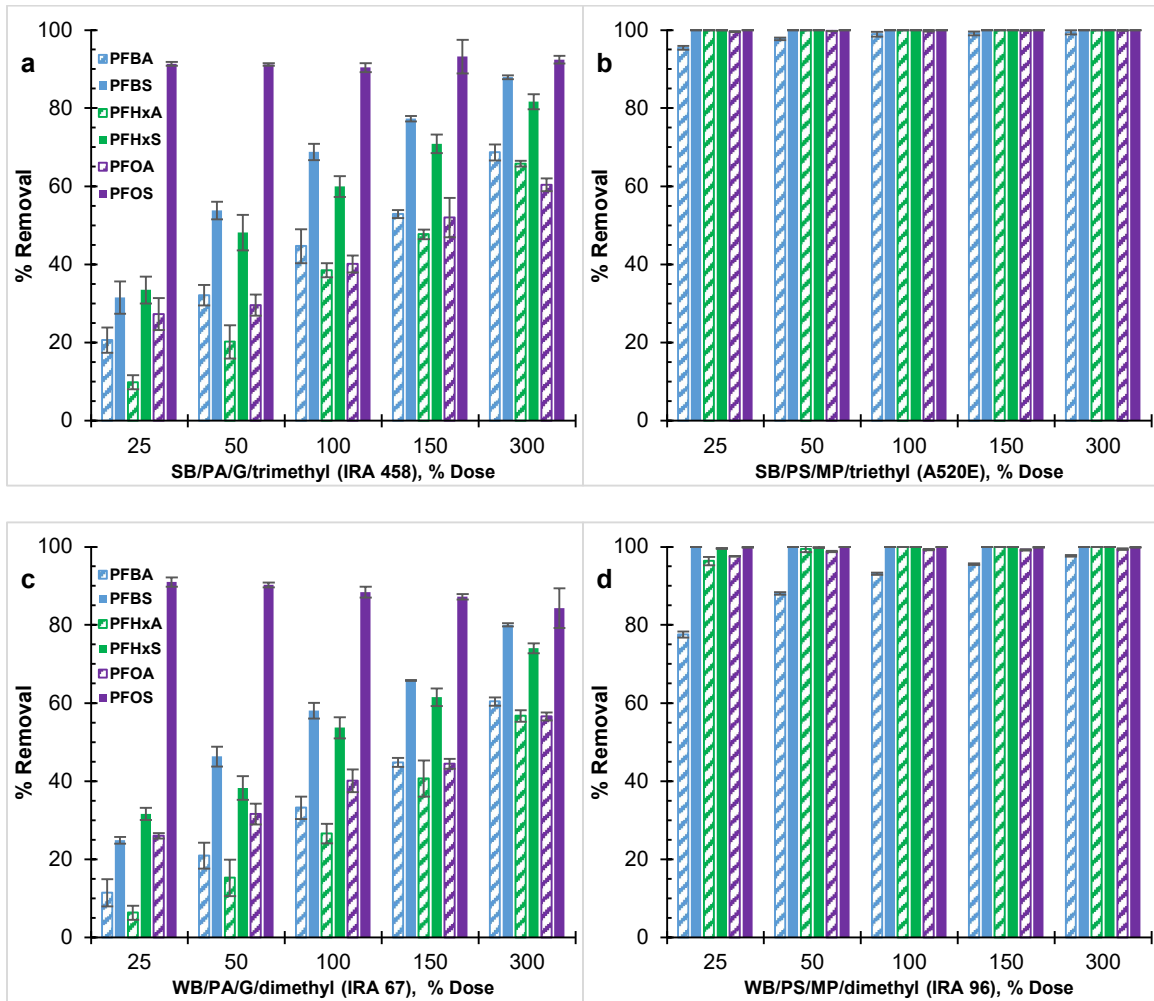 a
PFBA
PFBS
PFHxA
PFHxS
PFOA
PFOS
% Removal
100
80
60
40
20
0
25 50 100 150 300
SB/PA/G/trimethyl (IRA 458), % Dose
b
% Removal
100
80
60
40
20
0
25 50 100 150 300
SB/PS/MP/triethyl (A520E), % Dose
c
PFBA
PFBS
PFHxA
PFHxS
PFOA
PFOS
% Removal
100
80
60
40
20
0
25 50 100 150 300
WB/PA/G/dimethyl (IRA 67), % Dose
d
% Removal
100
80
60
40
20
0
25 50 100 150 300
WB/PS/MP/dimethyl (IRA 96), % Dose